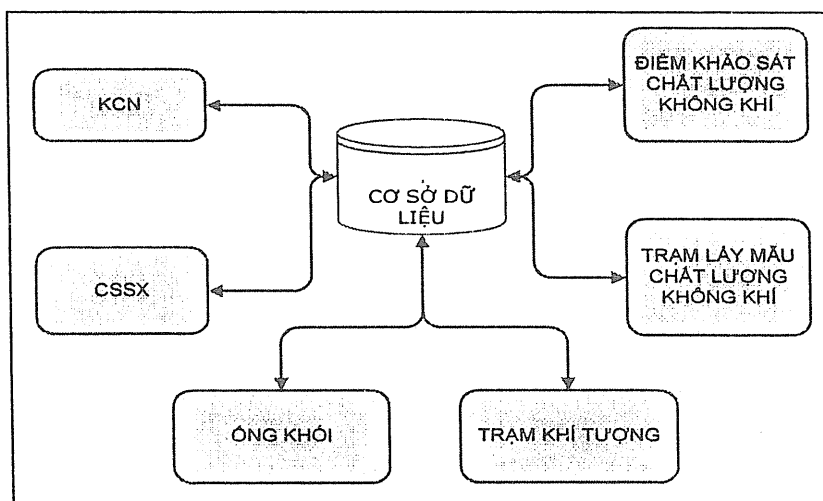 KCN
CSSX
CƠ SỞ DỮ
LIỆU
ĐIỂM KHẢO SÁT
CHẤT LƯỢNG
KHÔNG KHÍ
TRẠM LẤY MẪU
CHẤT LƯỢNG
KHÔNG KHÍ
ỐNG KHÓI
TRẠM KHÍ TƯỢNG